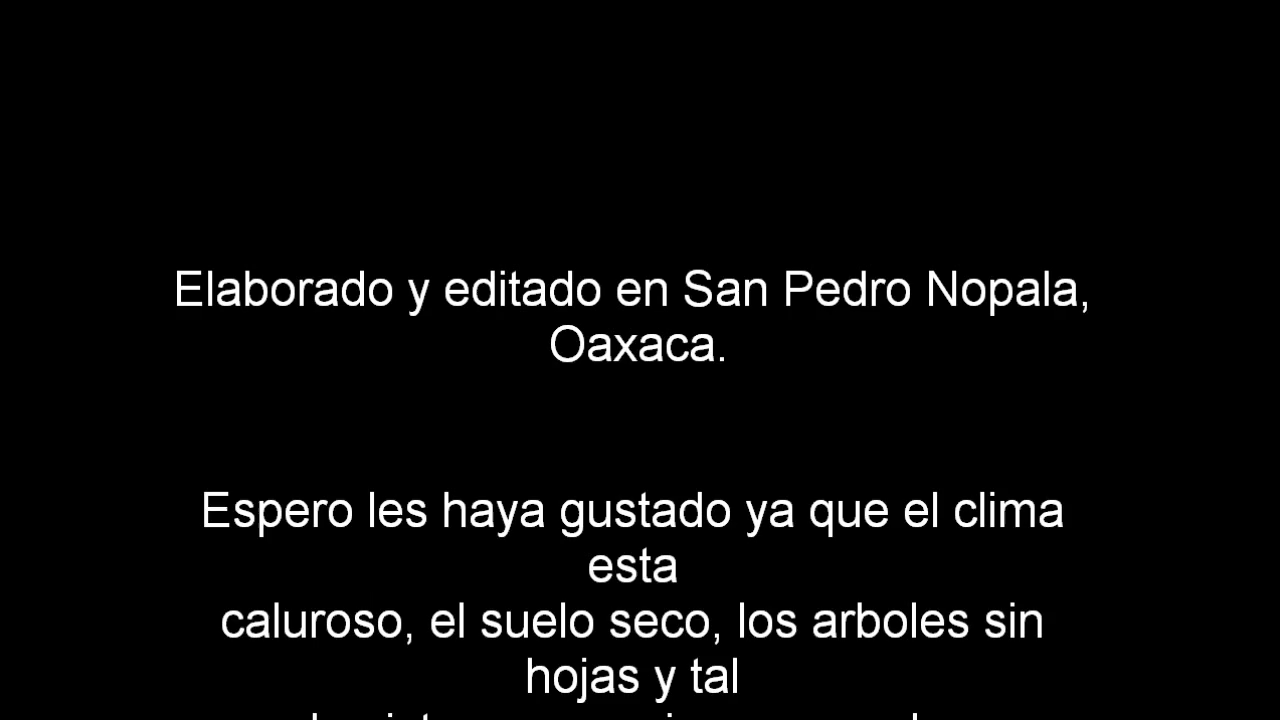 Elaborado y editado en San Pedro Nopala,
Oaxaca.
Espero les haya gustado ya que el clima
esta
caluroso, el suelo seco, los arboles sin
hojas y tal